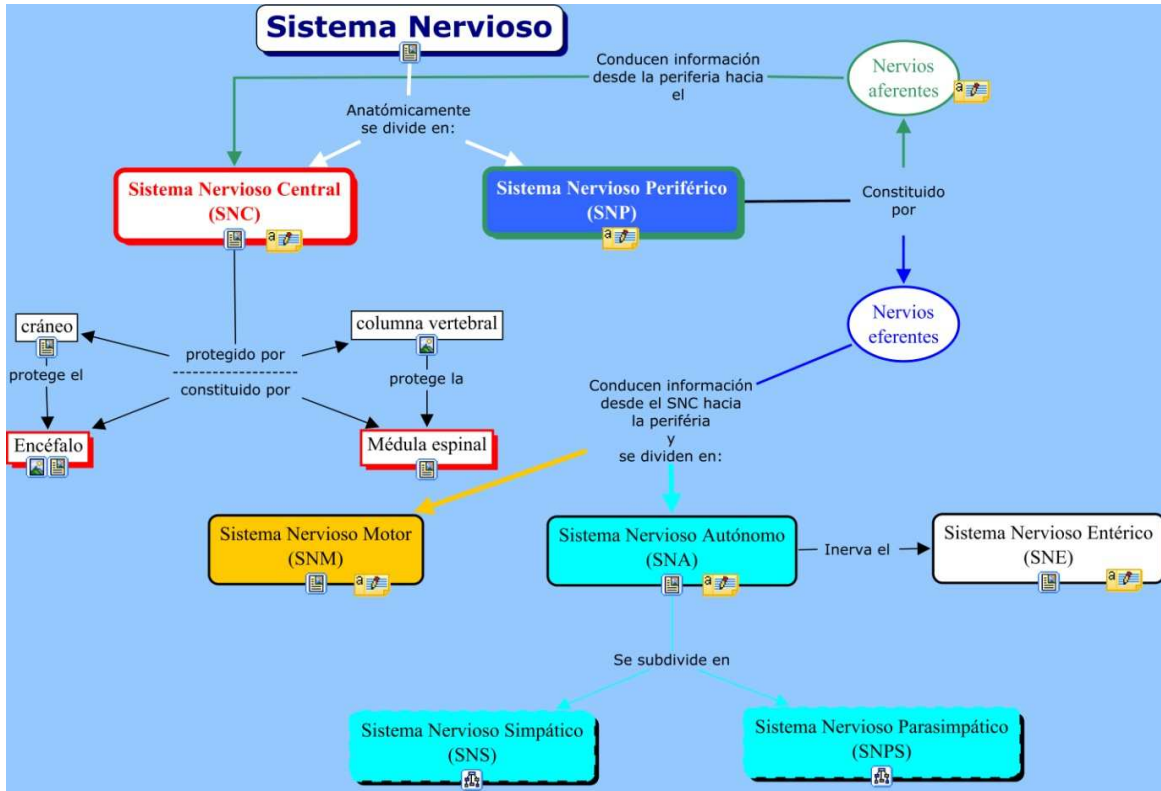 Sistema Nervioso
Conducen información
desde la periferia hacia
el
Nervios
aferentes
Anatómicamente
se divide en:
Sistema Nervioso Central
(SNC)
Sistema Nervioso Periférico
(SNP)
Constituido
por
Nervios
eferentes
cráneo
columna vertebral
protegido por
constituido por
protege el
protege la
Encéfalo
Médula espinal
Conducen información
desde el SNC hacia
la periféria
y
se dividen en:
Sistema Nervioso Motor
(SNM)
Sistema Nervioso Autónomo
(SNA)
Inerva el
Sistema Nervioso Entérico
(SNE)
Se subdivide en
Sistema Nervioso Simpático
(SNS)
Sistema Nervioso Parasimpático
(SNPS)